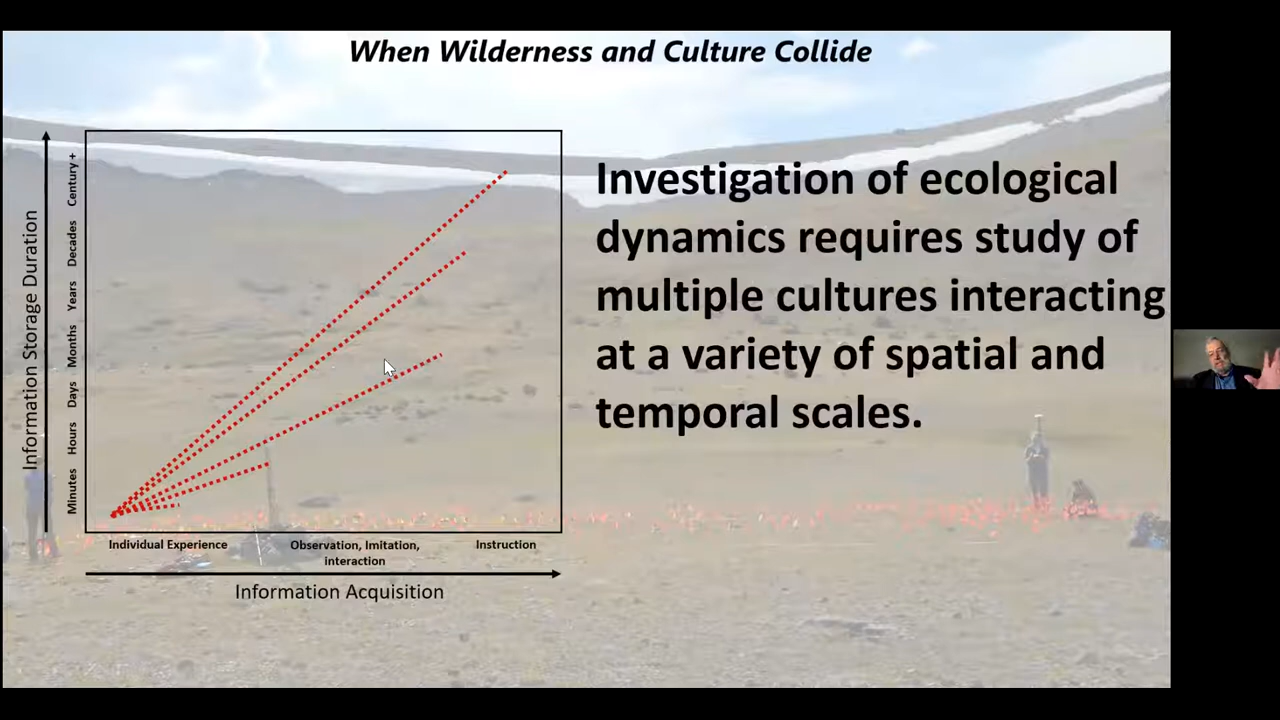 When Wilderness and Culture Collide
Information Storage Duration
Century+
Decades
Years
Months
Days
Hours
Minutes
Individual Experience
Observation, Imitation,
interaction
Instruction
Information Acquisition
Investigation of ecological
dynamics requires study of
multiple cultures interacting
at a variety of spatial and
temporal scales.